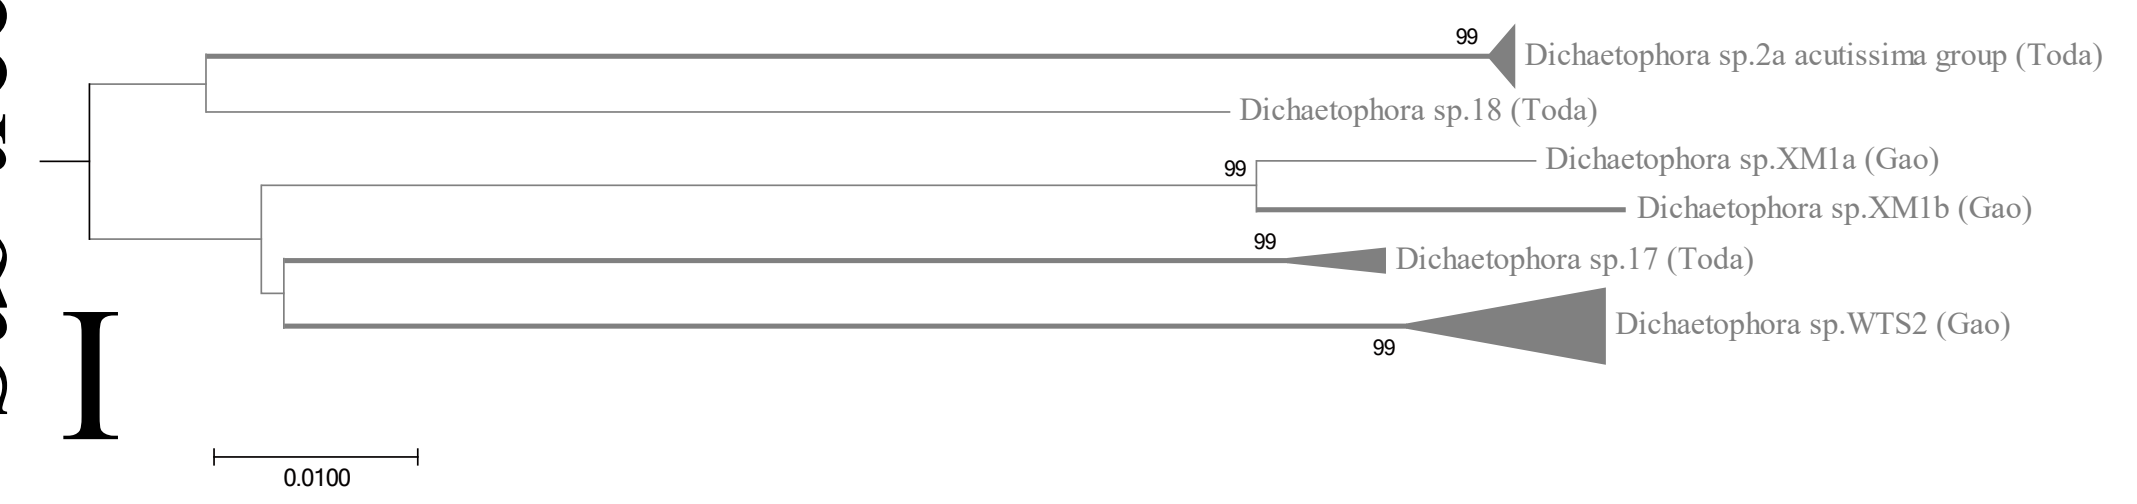 99
Dichaetophora sp.2a acutissima group (Toda)
Dichaetophora sp.18 (Toda)
99
Dichaetophora sp.XM1a (Gao)
Dichaetophora sp.XM1b (Gao)
99
Dichaetophora sp.17 (Toda)
Dichaetophora sp.WTS2 (Gao)
99
I
0.0100